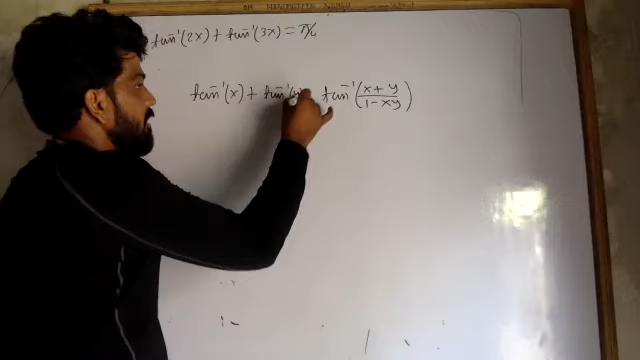 tan⁻¹(2x) + tan⁻¹(3x) = π/4
tan⁻¹(x) + tan⁻¹(y) tan⁻¹(x + y / 1 - xy)